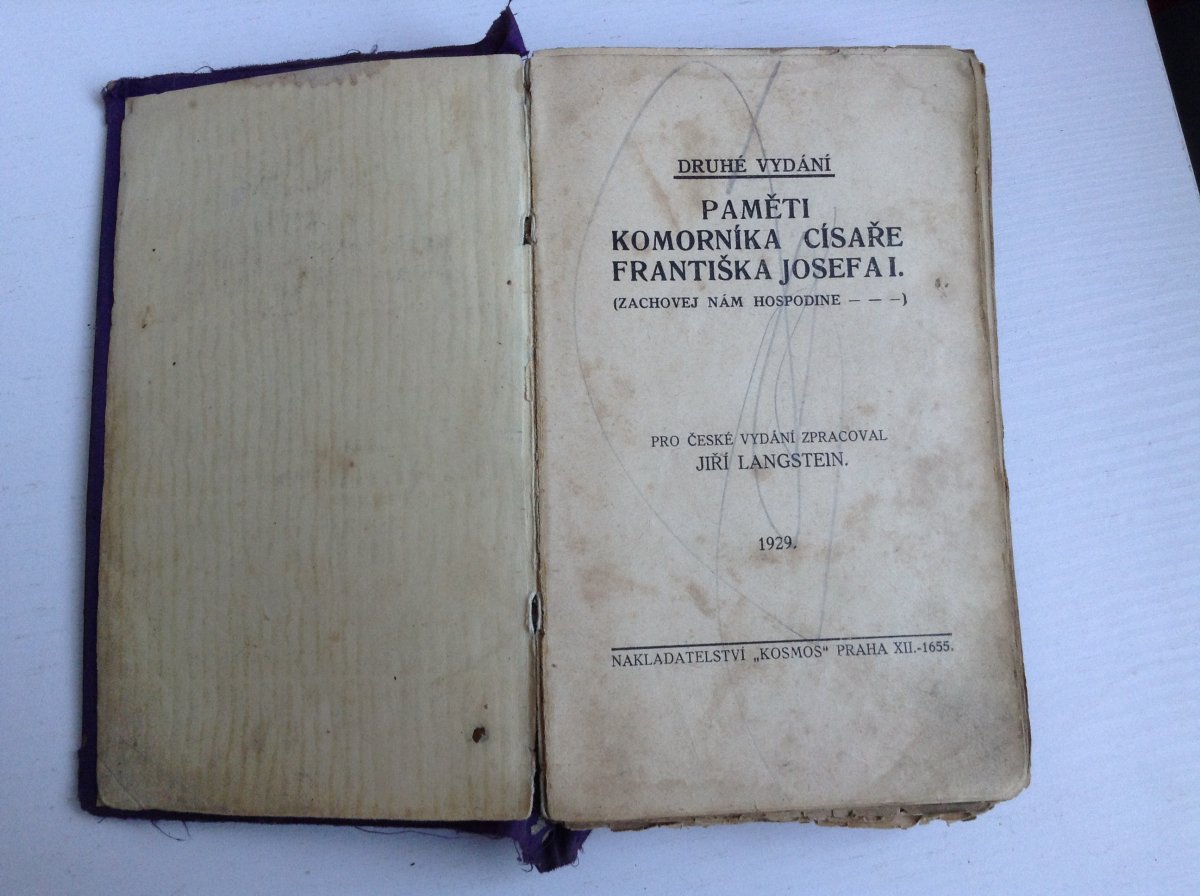 DRUHÉ VYDÁNÍ
PAMĚTI
KOMORNÍKA CÍSAŘE
FRANTIŠKA JOSEFA I.
(ZACHOVEJ NÁM HOSPODINE — — —)
PRO ČESKÉ VYDÁNÍ ZPRACOVAL
JIŘÍ LANGSTEIN.
1929.
NAKLADATELSTVÍ „KOSMOS“ PRAHA XII.-1655.